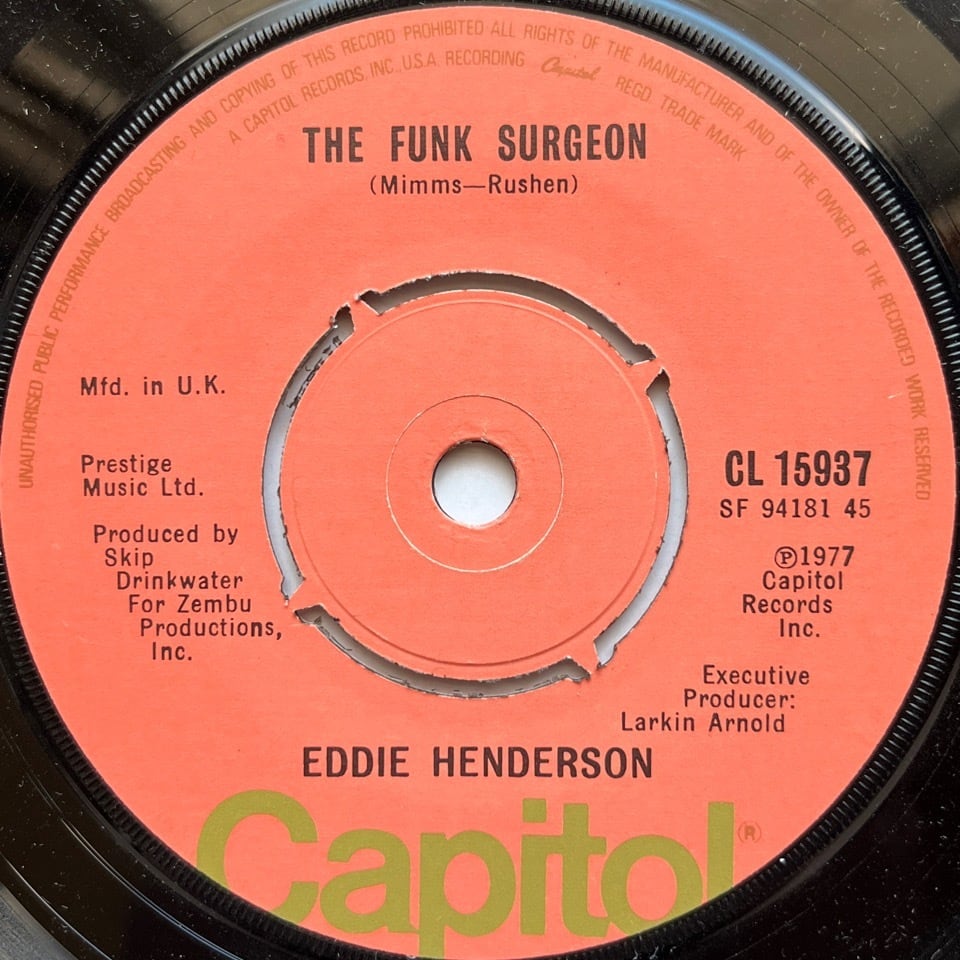 UNAUTHORISED PUBLIC PERFORMANCE BROADCASTING AND COPYING OF THIS RECORD PROHIBITED ALL RIGHTS OF THE MANUFACTURER AND OF THE OWNER OF THE RECORDED WORK RESERVED
A CAPITOL RECORDS, INC. U.S.A. RECORDING Capitol REGD. TRADE MARK
THE FUNK SURGEON
(Mimms—Rushen)
Mfd. in U.K.
Prestige
Music Ltd.
Produced by
Skip
Drinkwater
For Zembu
Productions,
Inc.
CL 15937
SF 94181 45
℗1977
Capitol
Records
Inc.
Executive
Producer:
Larkin Arnold
EDDIE HENDERSON
Capitol®